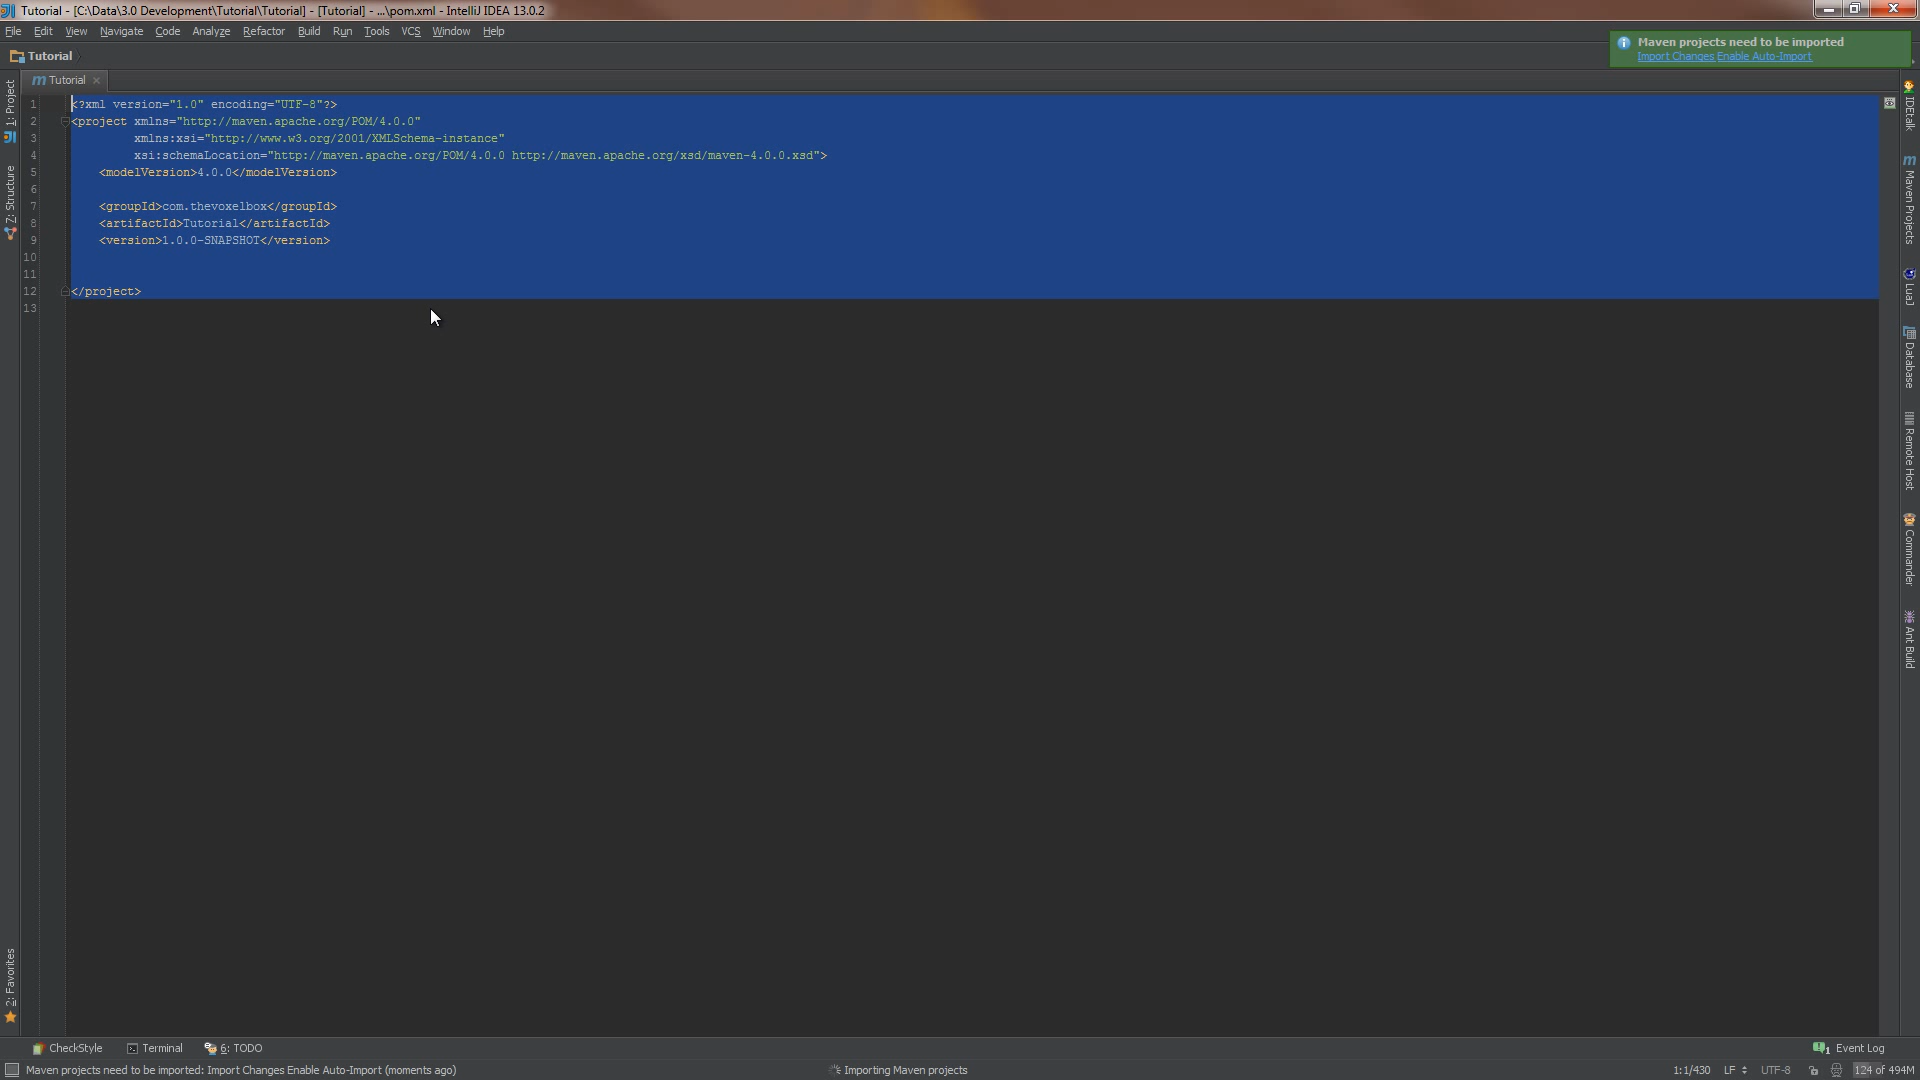 Tutorial - [C:\Data\3.0 Development\Tutorial\Tutorial] - [Tutorial] - ...\pom.xml - IntelliJ IDEA 13.0.2
File Edit View Navigate Code Analyze Refactor Build Run Tools VCS Window Help
Tutorial
Maven projects need to be imported
Import Changes Enable Auto-Import
m Tutorial
1 <?xml version="1.0" encoding="UTF-8"?>
2 <project xmlns="http://maven.apache.org/POM/4.0.0"
3 xmlns:xsi="http://www.w3.org/2001/XMLSchema-instance"
4 xsi:schemaLocation="http://maven.apache.org/POM/4.0.0 http://maven.apache.org/xsd/maven-4.0.0.xsd">
5 <modelVersion>4.0.0</modelVersion>
6
7 <groupId>com.thevoxelbox</groupId>
8 <artifactId>Tutorial</artifactId>
9 <version>1.0.0-SNAPSHOT</version>
10
11
12 </project>
13
1: Project
7: Structure
2: Favorites
IDEtalk
m Maven Projects
LuaJ
Database
Remote Host
Commander
Ant Build
CheckStyle Terminal 6: TODO
1 Event Log
Maven projects need to be imported: Import Changes Enable Auto-Import (moments ago)
Importing Maven projects
1:1/430 LF UTF-8 124 of 494M